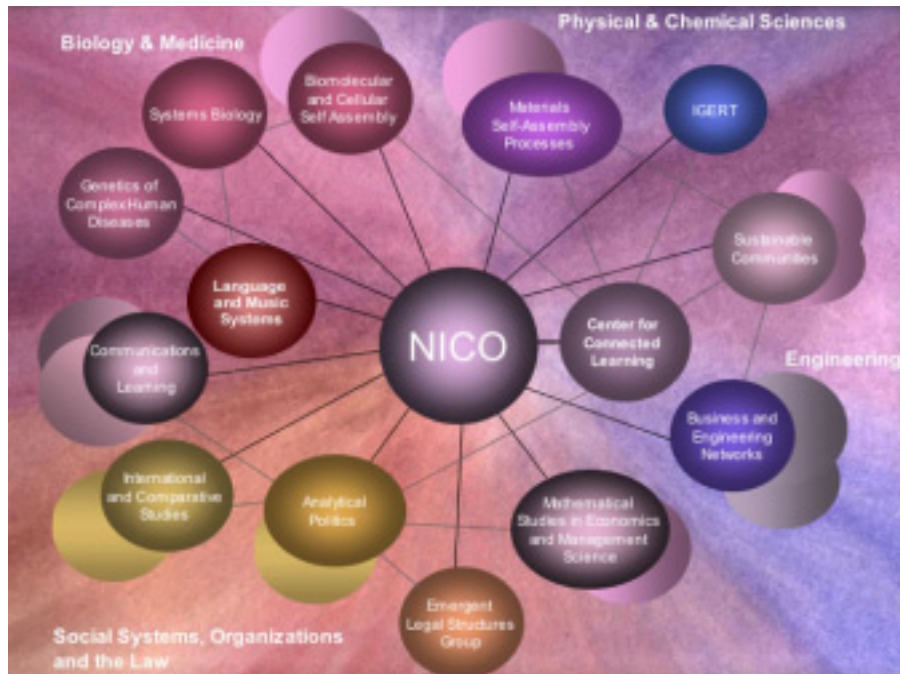 Physical & Chemical Sciences
Biology & Medicine
Biomolecular
and Cellular
Self Assembly
Systems Biology
Materials
Self-Assembly
Processes
IGERT
Genetics of
Complex Human
Diseases
Sustainable
Communities
Language
and Music
Systems
NICO
Center for
Connected
Learning
Communications
and
Learning
Engineering
Business and
Engineering
Networks
International
and Comparative
Studies
Analytical
Politics
Mathematical
Studies in Economics
and Management
Science
Emergent
Legal Structures
Group
Social Systems, Organizations
and the Law